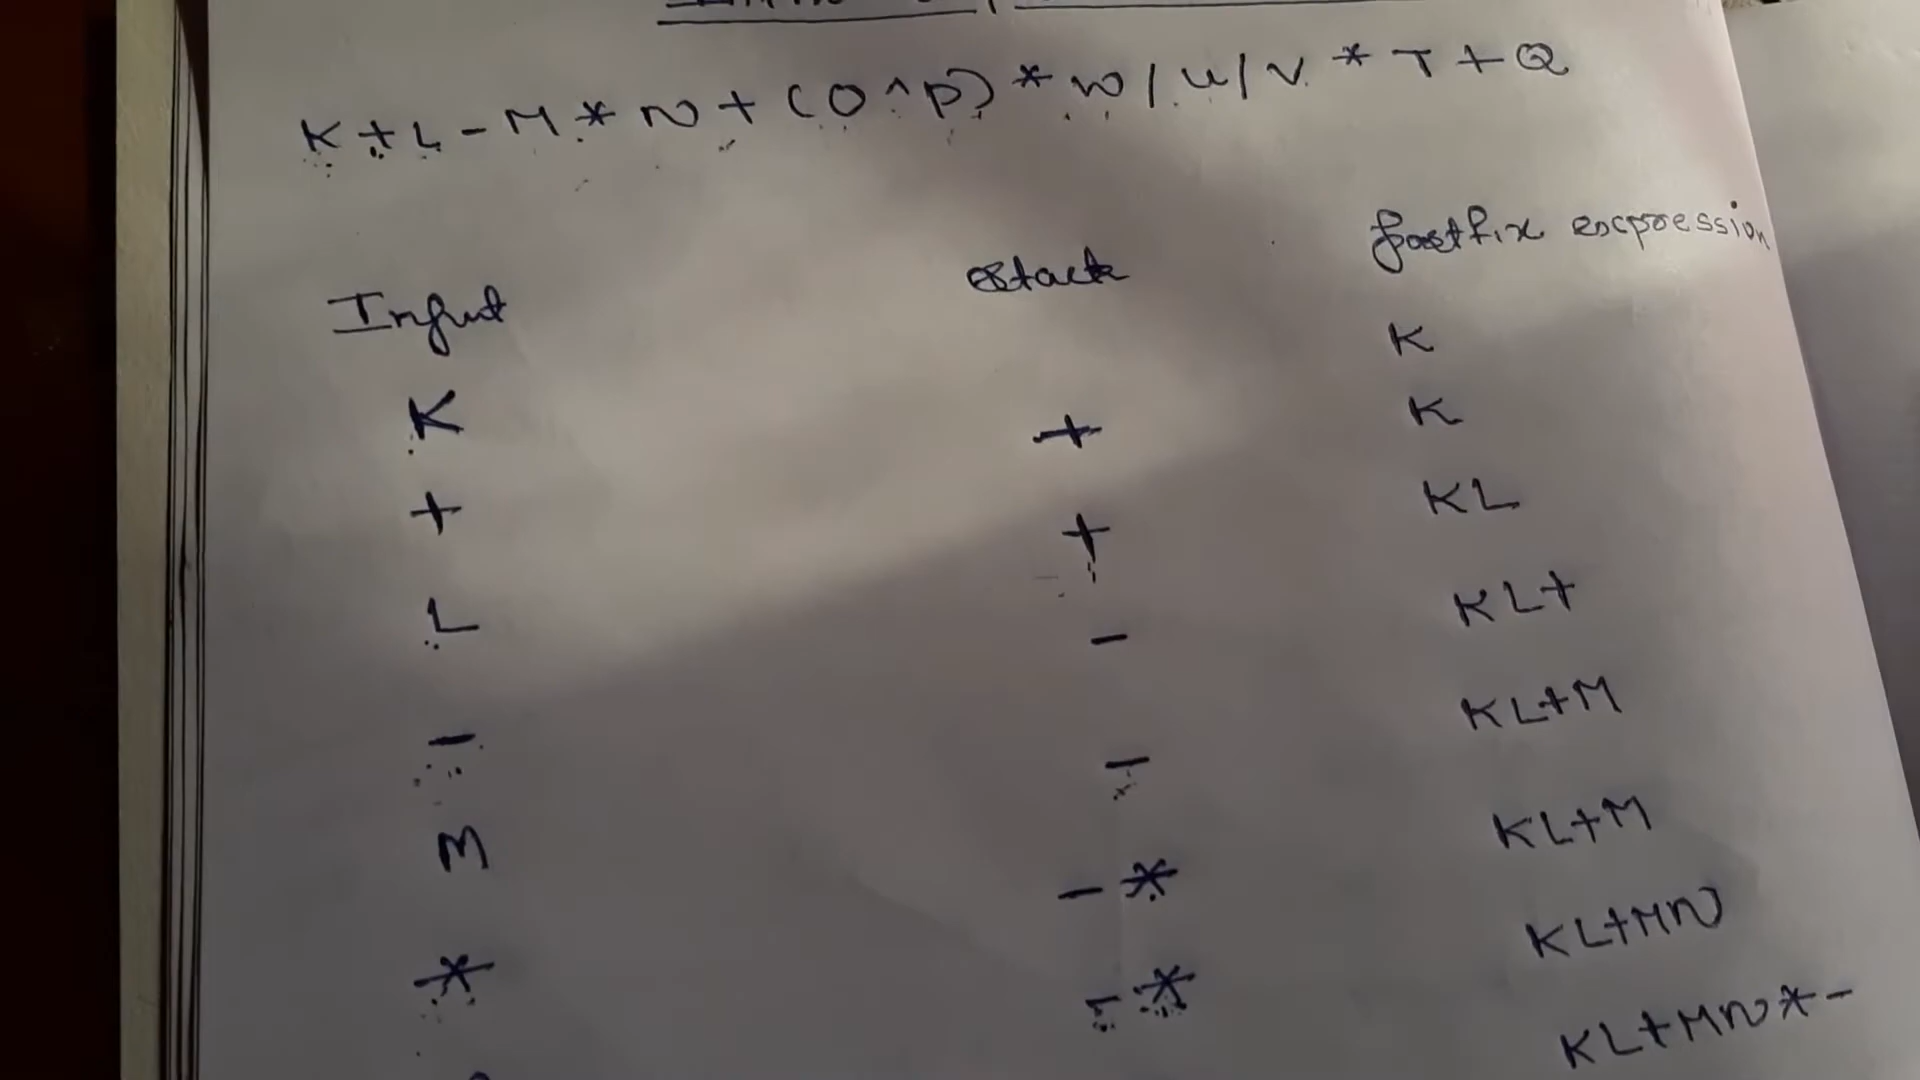 K+L-M*N+(O^P)*W/U/V*T+Q
Input Stack Postfix expression
K K
+ + K
L + KL
- - KL+
M - KL+M
* -* KL+M
-* KL+MN
KL+MN*-